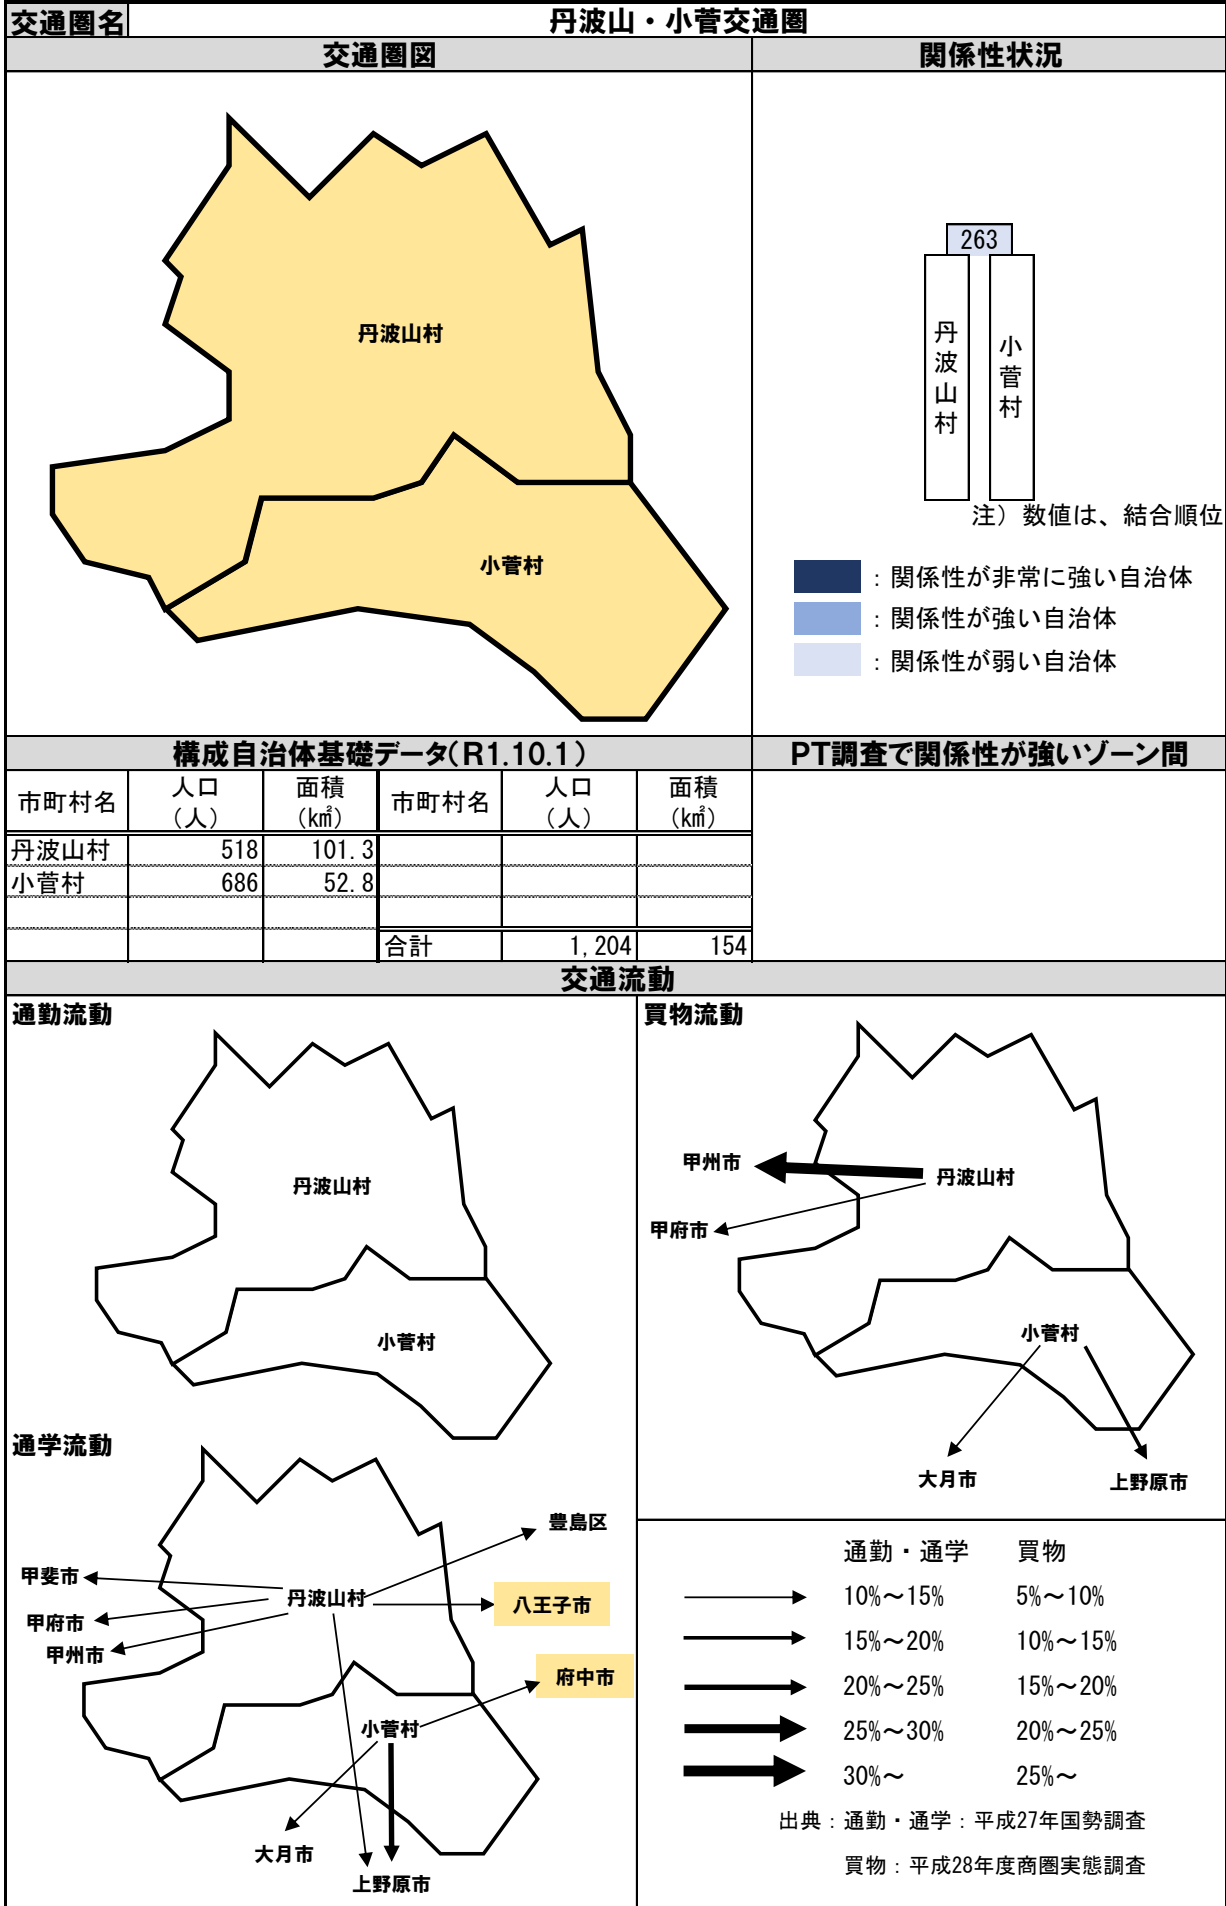 交通圏名
丹波山・小菅交通圏
交通圏図
関係性状況
丹波山村
小菅村
263
丹波山村
小菅村
注）数値は、結合順位
：関係性が非常に強い自治体
：関係性が強い自治体
：関係性が弱い自治体
構成自治体基礎データ（R1.10.1）
PT調査で関係性が強いゾーン間
市町村名 人口（人） 面積（k㎡） 市町村名 人口（人） 面積（k㎡）
丹波山村 518 101.3
小菅村 686 52.8
合計 1,204 154
交通流動
通勤流動
丹波山村
小菅村
買物流動
甲州市
丹波山村
甲府市
小菅村
大月市
上野原市
通学流動
豊島区
甲斐市
丹波山村
八王子市
甲府市
甲州市
府中市
小菅村
大月市
上野原市
通勤・通学 買物
10%～15% 5%～10%
15%～20% 10%～15%
20%～25% 15%～20%
25%～30% 20%～25%
30%～ 25%～
出典：通勤・通学：平成27年国勢調査
買物：平成28年度商圏実態調査